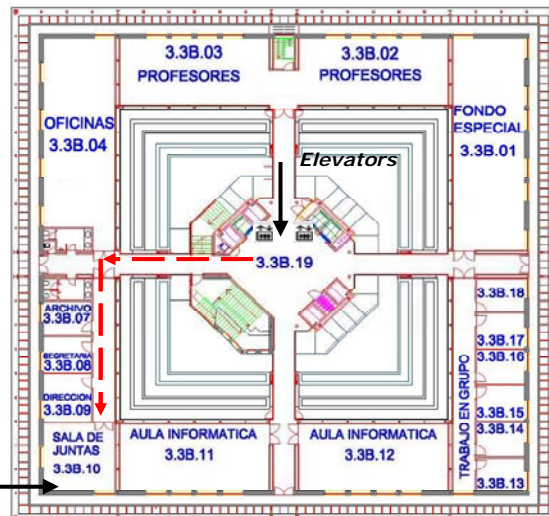 3.3B.03
PROFESORES
3.3B.02
PROFESORES
OFICINAS
3.3B.04
FONDO
ESPECIAL
3.3B.01
Elevators
3.3B.19
ARCHIVO
3.3B.07
SECRETARIA
3.3B.08
DIRECCION
3.3B.09
SALA DE
JUNTAS
3.3B.10
AULA INFORMATICA
3.3B.11
AULA INFORMATICA
3.3B.12
TRABAJO EN GRUPO
3.3B.18
3.3B.17
3.3B.16
3.3B.15
3.3B.14
3.3B.13